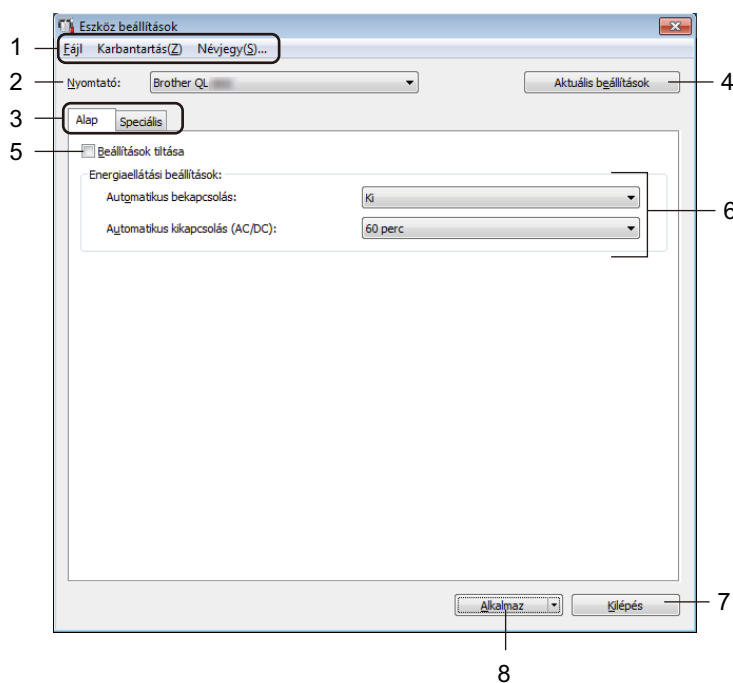 Eszköz beállítások
1 Fájl Karbantartás(Z) Névjegy(S)...
2 Nyomtató: Brother QL Aktuális beállítások 4
3 Alap Speciális
5 Beállítások tiltása
Energiaellátási beállítások:
Automatikus bekapcsolás: Ki
6
Automatikus kikapcsolás (AC/DC): 60 perc
Alkalmaz Kilépés 7
8